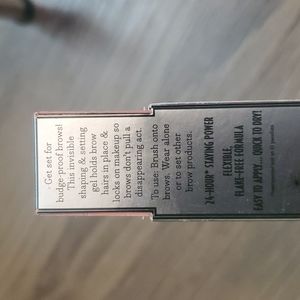 · Get set for
budge-proof brows!
This invisible
shaping & setting
gel holds brow
hairs in place &
locks on makeup so
brows don't pull a
disappearing act.
To use: Brush onto
brows. Wear alone
or to set other
brow products.
24-HOUR* STAYING POWER
FLEXIBLE,
FLAKE-FREE FORMULA
EASY TO APPLY... QUICK TO DRY!